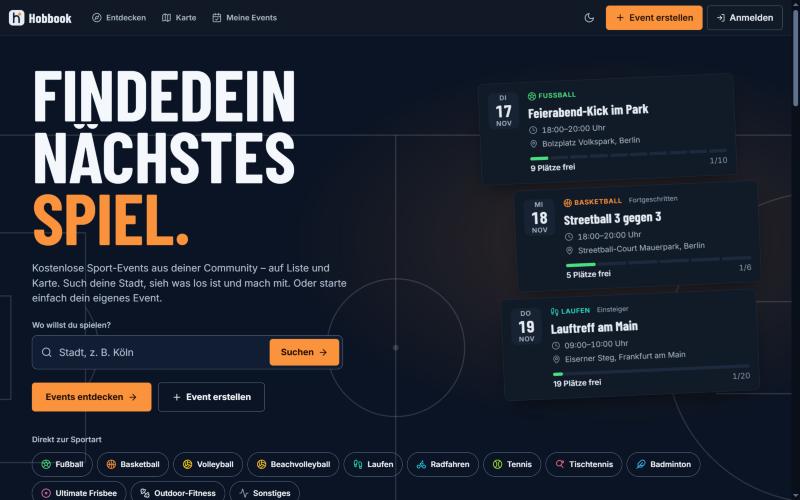 Hobbook
Entdecken
Karte
Meine Events
Event erstellen
Anmelden
FINDEDEIN
NÄCHSTES
SPIEL.
Kostenlose Sport-Events aus deiner Community – auf Liste und
Karte. Such deine Stadt, sieh was los ist und mach mit. Oder starte
einfach dein eigenes Event.
Wo willst du spielen?
Stadt, z. B. Köln
Suchen
Events entdecken
Event erstellen
DI
17
NOV
FUSSBALL
Feierabend-Kick im Park
18:00–20:00 Uhr
Bolzplatz Volkspark, Berlin
9 Plätze frei
1/10
MI
18
NOV
BASKETBALL Fortgeschritten
Streetball 3 gegen 3
18:00–20:00 Uhr
Streetball-Court Mauerpark, Berlin
5 Plätze frei
1/6
DO
19
NOV
LAUFEN Einsteiger
Lauftreff am Main
09:00–10:00 Uhr
Eiserner Steg, Frankfurt am Main
19 Plätze frei
1/20
Direkt zur Sportart
Fußball
Basketball
Volleyball
Beachvolleyball
Laufen
Radfahren
Tennis
Tischtennis
Badminton
Ultimate Frisbee
Outdoor-Fitness
Sonstiges